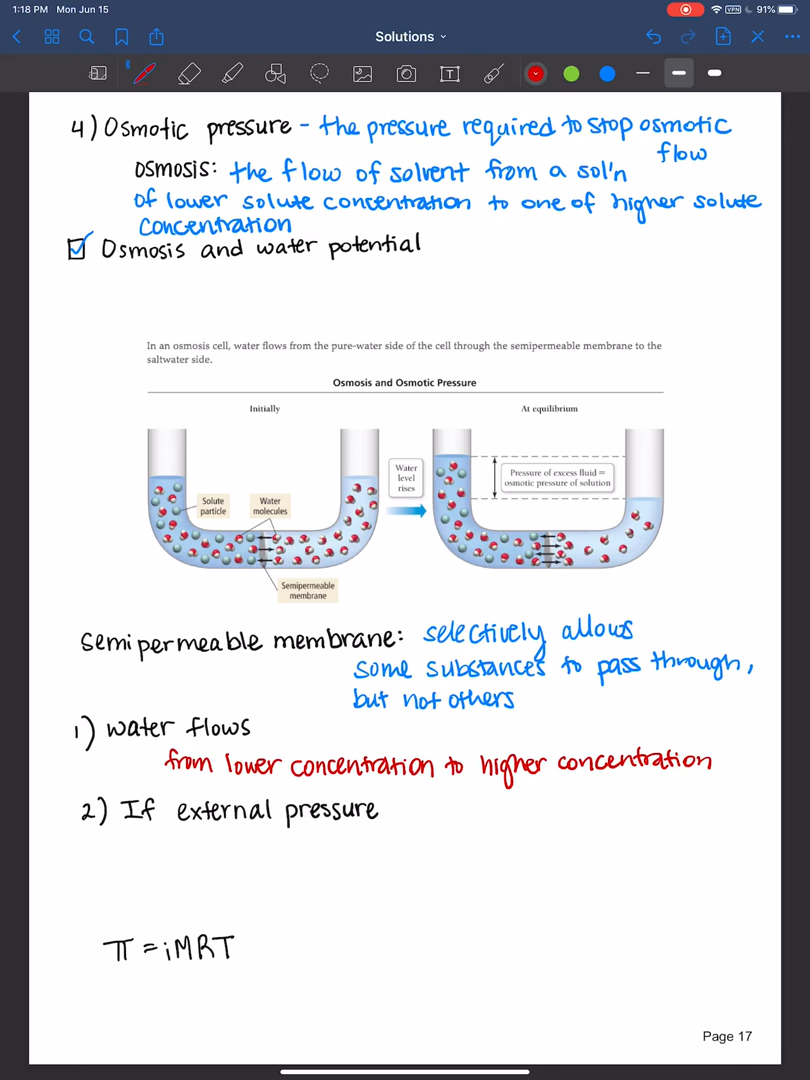 1:18 PM Mon Jun 15
VPN 91%
Solutions
T
4) Osmotic pressure - the pressure required to stop osmotic
flow
osmosis: the flow of solvent from a sol'n
of lower solute concentration to one of higher solute
concentration
Osmosis and water potential
In an osmosis cell, water flows from the pure-water side of the cell through the semipermeable membrane to the
saltwater side.
Osmosis and Osmotic Pressure
Initially
At equilibrium
Water
level
rises
Pressure of excess fluid =
osmotic pressure of solution
Solute
particle
Water
molecules
Semipermeable
membrane
semipermeable membrane: selectively allows
some substances to pass through,
but not others
1) water flows
from lower concentration to higher concentration
2) If external pressure
π = iMRT
Page 17